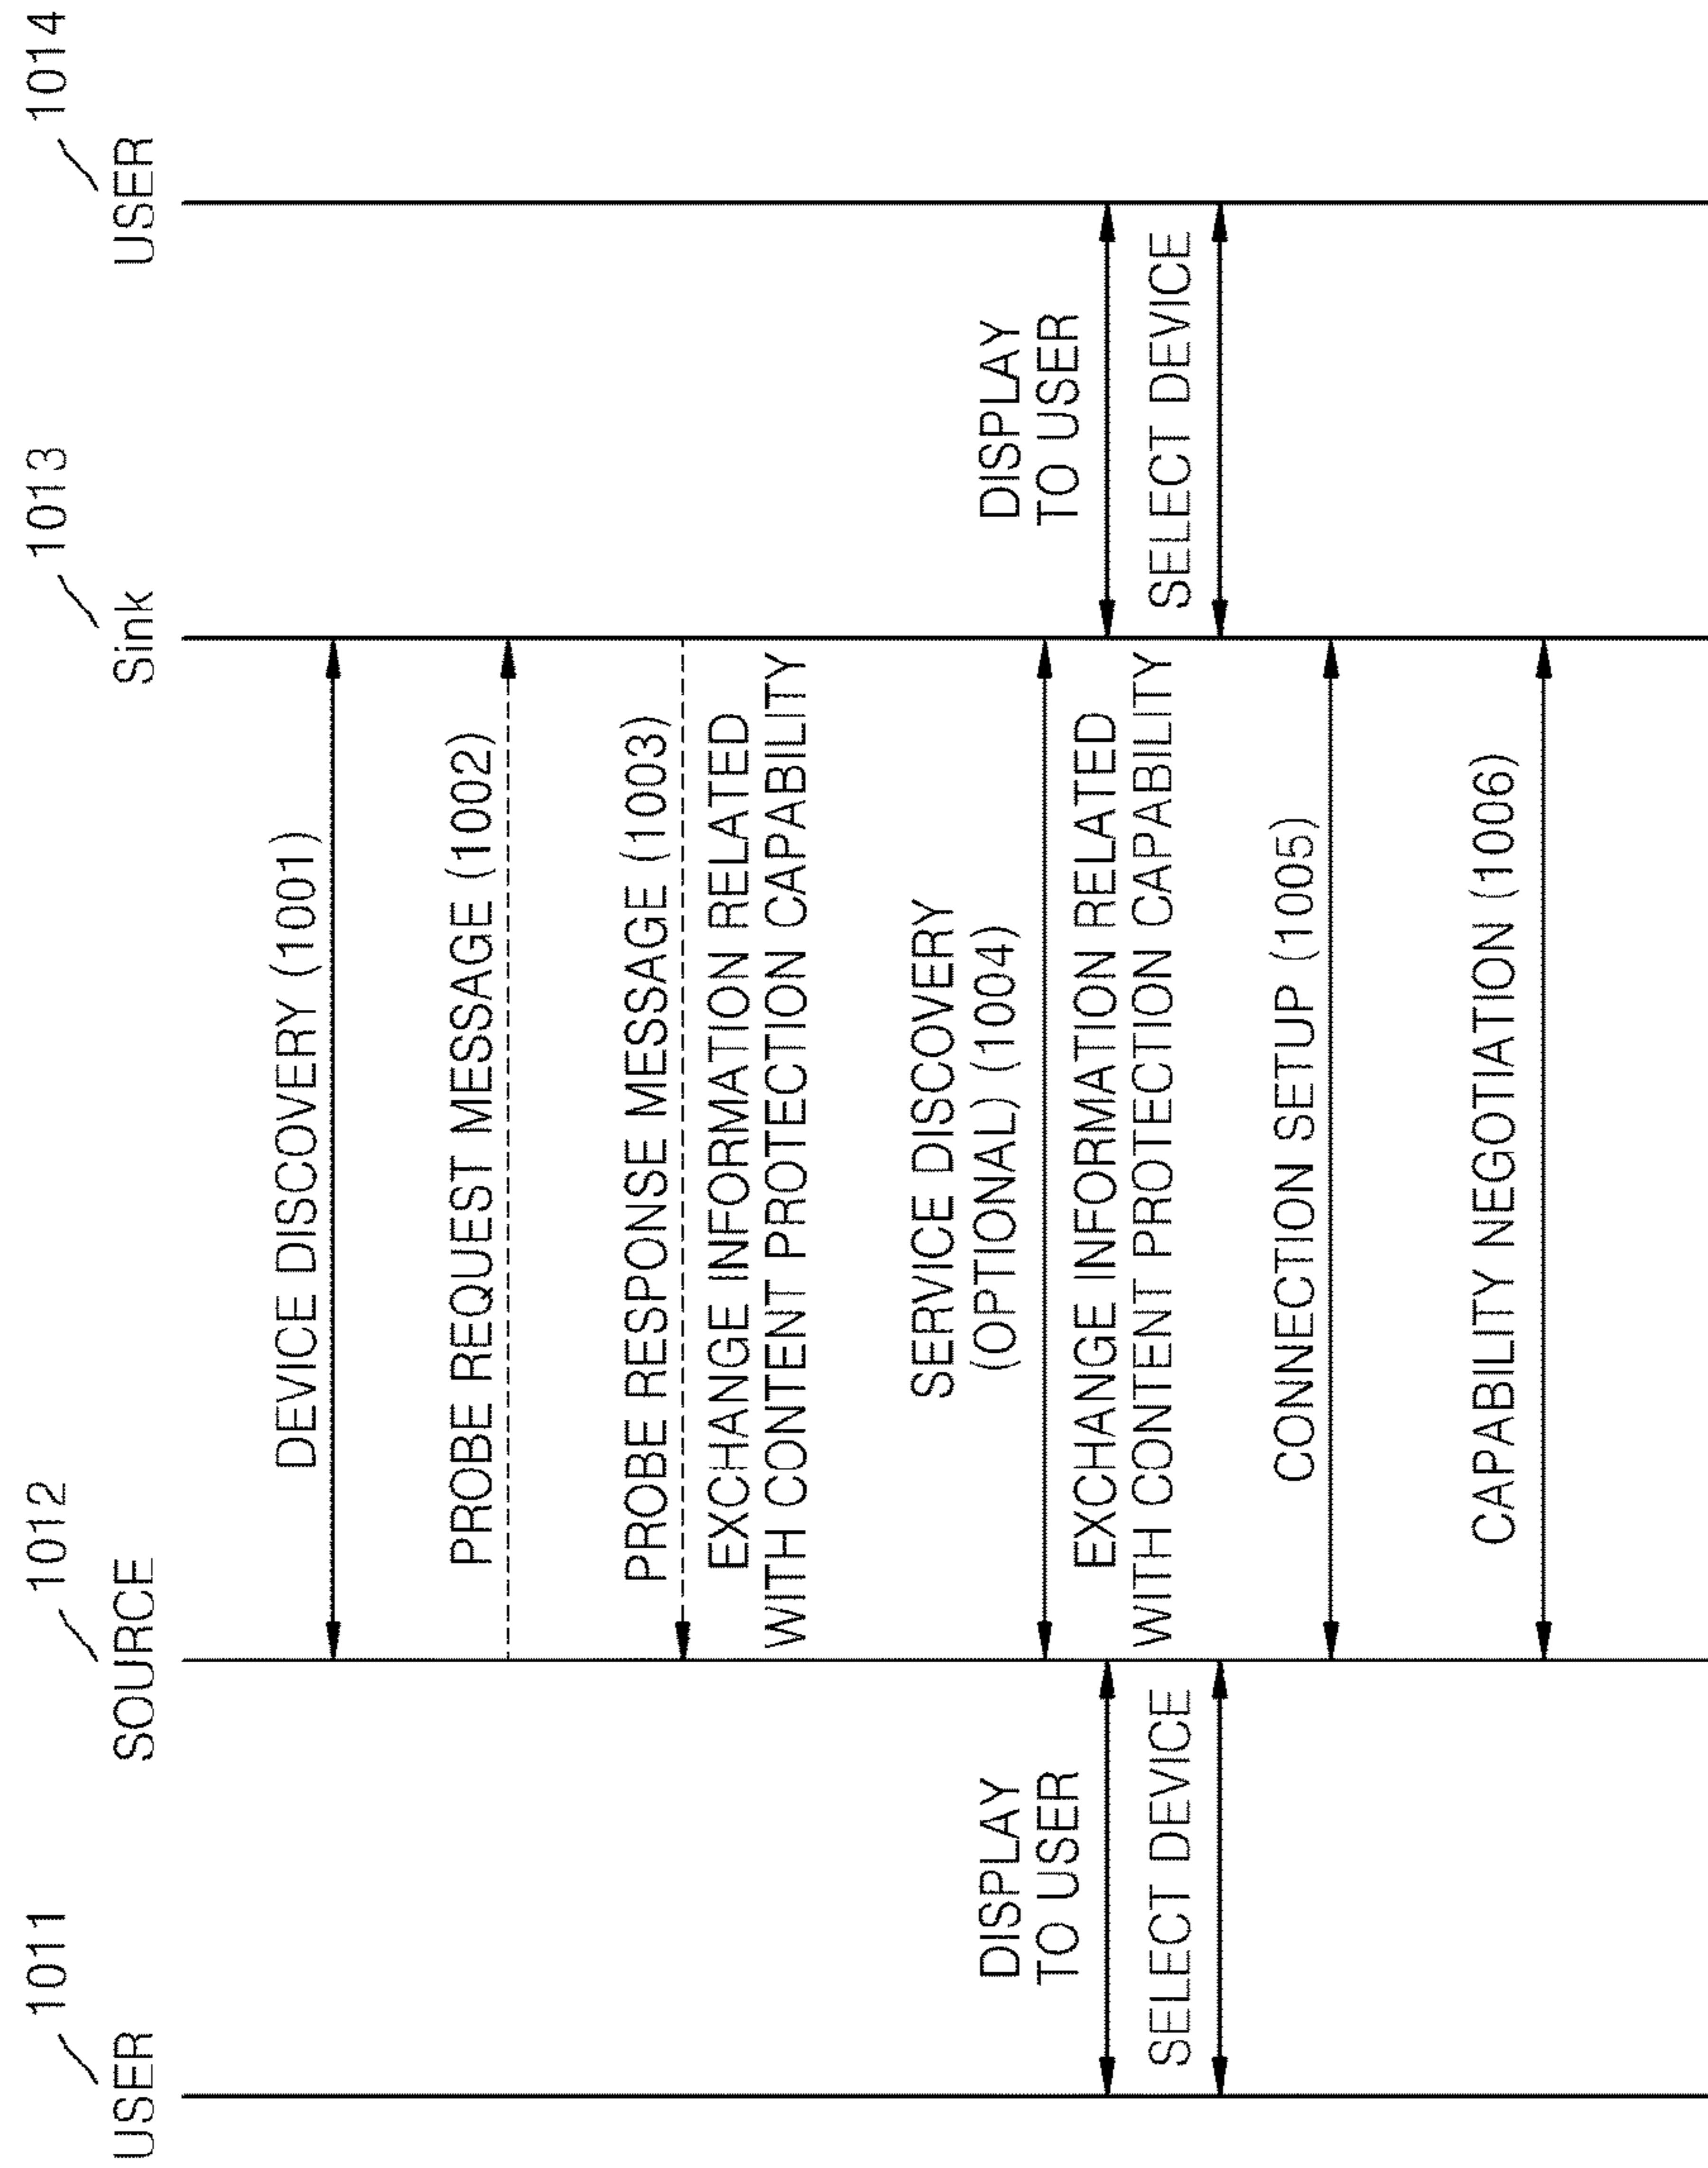 1011
1012
1013
1014
USER
SOURCE
Sink
USER
DEVICE DISCOVERY (1001)
PROBE REQUEST MESSAGE (1002)
PROBE RESPONSE MESSAGE (1003)
EXCHANGE INFORMATION RELATED
WITH CONTENT PROTECTION CAPABILITY
SERVICE DISCOVERY
(OPTIONAL) (1004)
DISPLAY
TO USER
DISPLAY
TO USER
EXCHANGE INFORMATION RELATED
WITH CONTENT PROTECTION CAPABILITY
SELECT DEVICE
SELECT DEVICE
CONNECTION SETUP (1005)
CAPABILITY NEGOTIATION (1006)